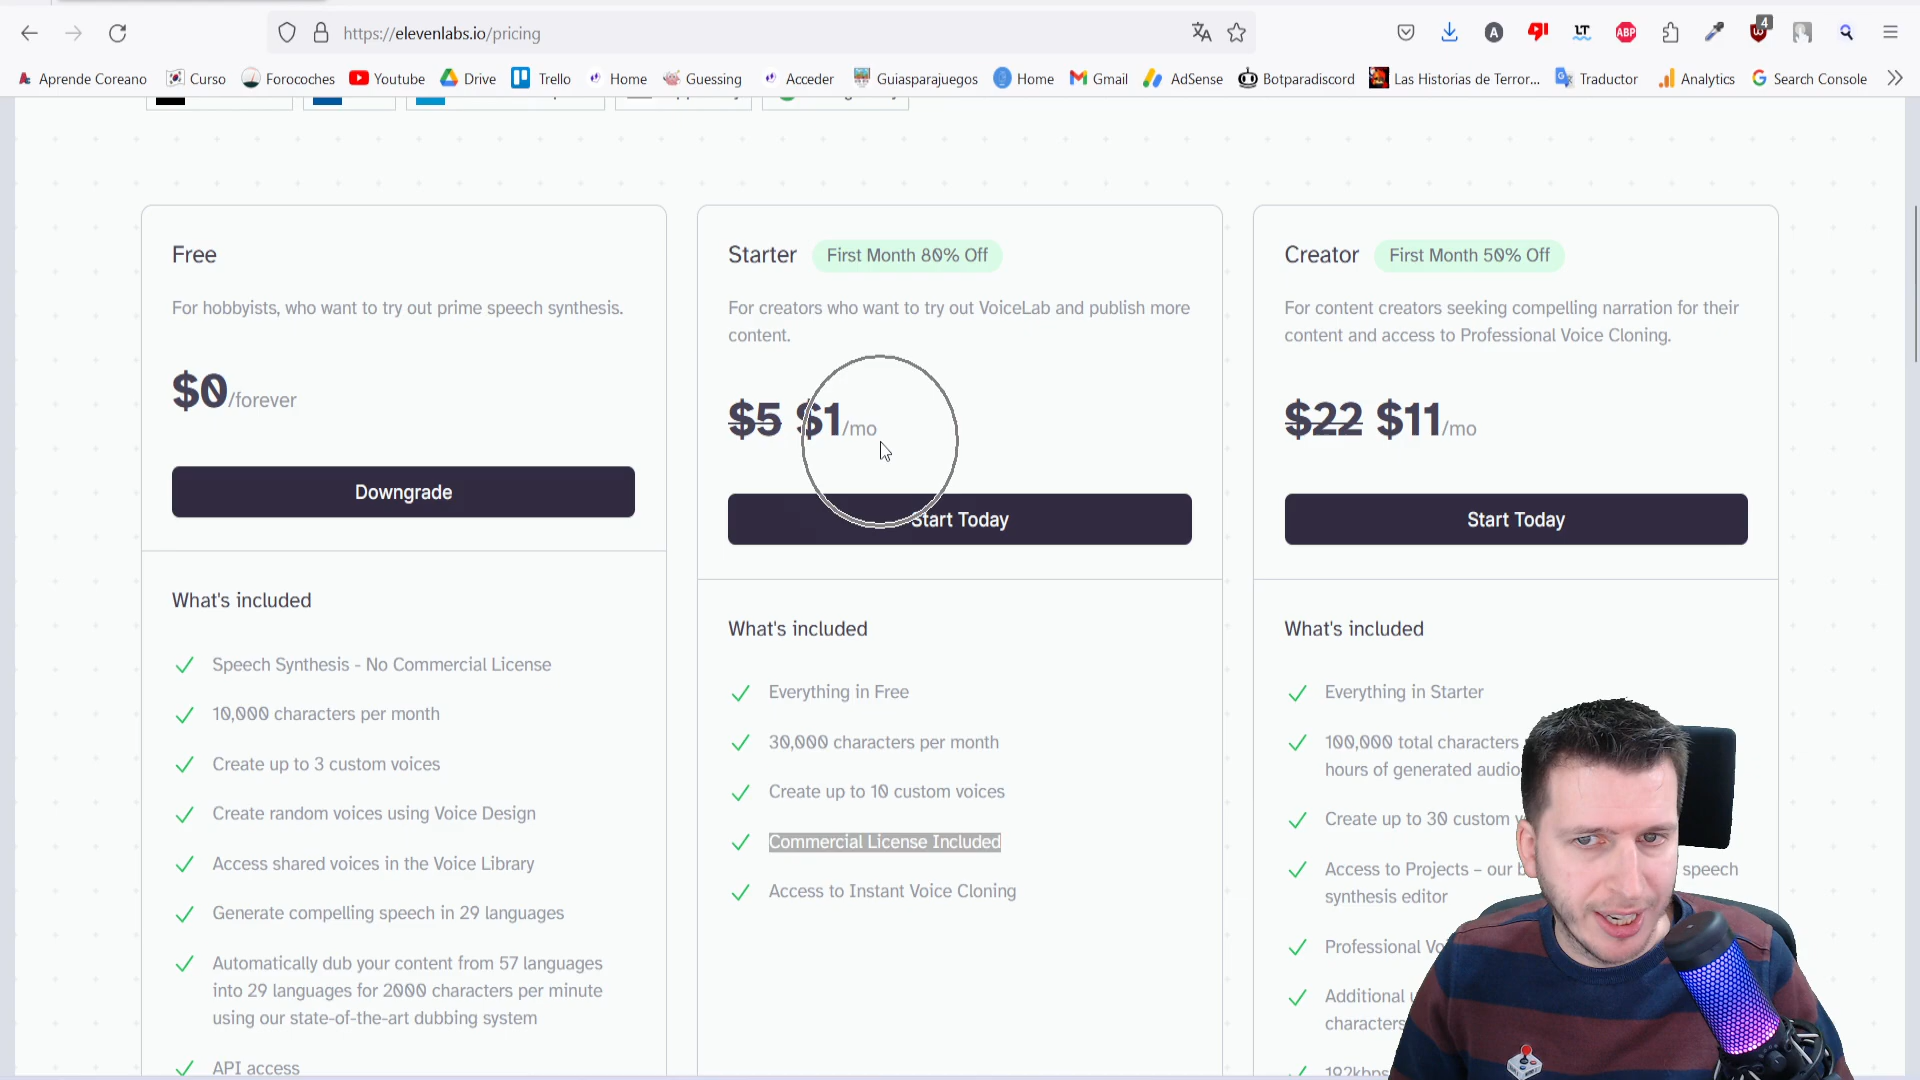 https://elevenlabs.io/pricing
4
Aprende Coreano
Curso
Forocoches
Youtube
Drive
Trello
Home
Guessing
Acceder
Guiasparajuegos
Home
Gmail
AdSense
Botparadiscord
Las Historias de Terror...
Traductor
Analytics
Search Console
Free
For hobbyists, who want to try out prime speech synthesis.
$0/forever
Downgrade
What's included
Speech Synthesis - No Commercial License
10,000 characters per month
Create up to 3 custom voices
Create random voices using Voice Design
Access shared voices in the Voice Library
Generate compelling speech in 29 languages
Automatically dub your content from 57 languages
into 29 languages for 2000 characters per minute
using our state-of-the-art dubbing system
API access
Starter First Month 80% Off
For creators who want to try out VoiceLab and publish more
content.
$5 $1/mo
Start Today
What's included
Everything in Free
30,000 characters per month
Create up to 10 custom voices
Commercial License Included
Access to Instant Voice Cloning
Creator First Month 50% Off
For content creators seeking compelling narration for their
content and access to Professional Voice Cloning.
$22 $11/mo
Start Today
What's included
Everything in Starter
100,000 total characters
hours of generated audio
Create up to 30 custom
Access to Projects – our speech
synthesis editor
Professional
Additional
characters
192kbps